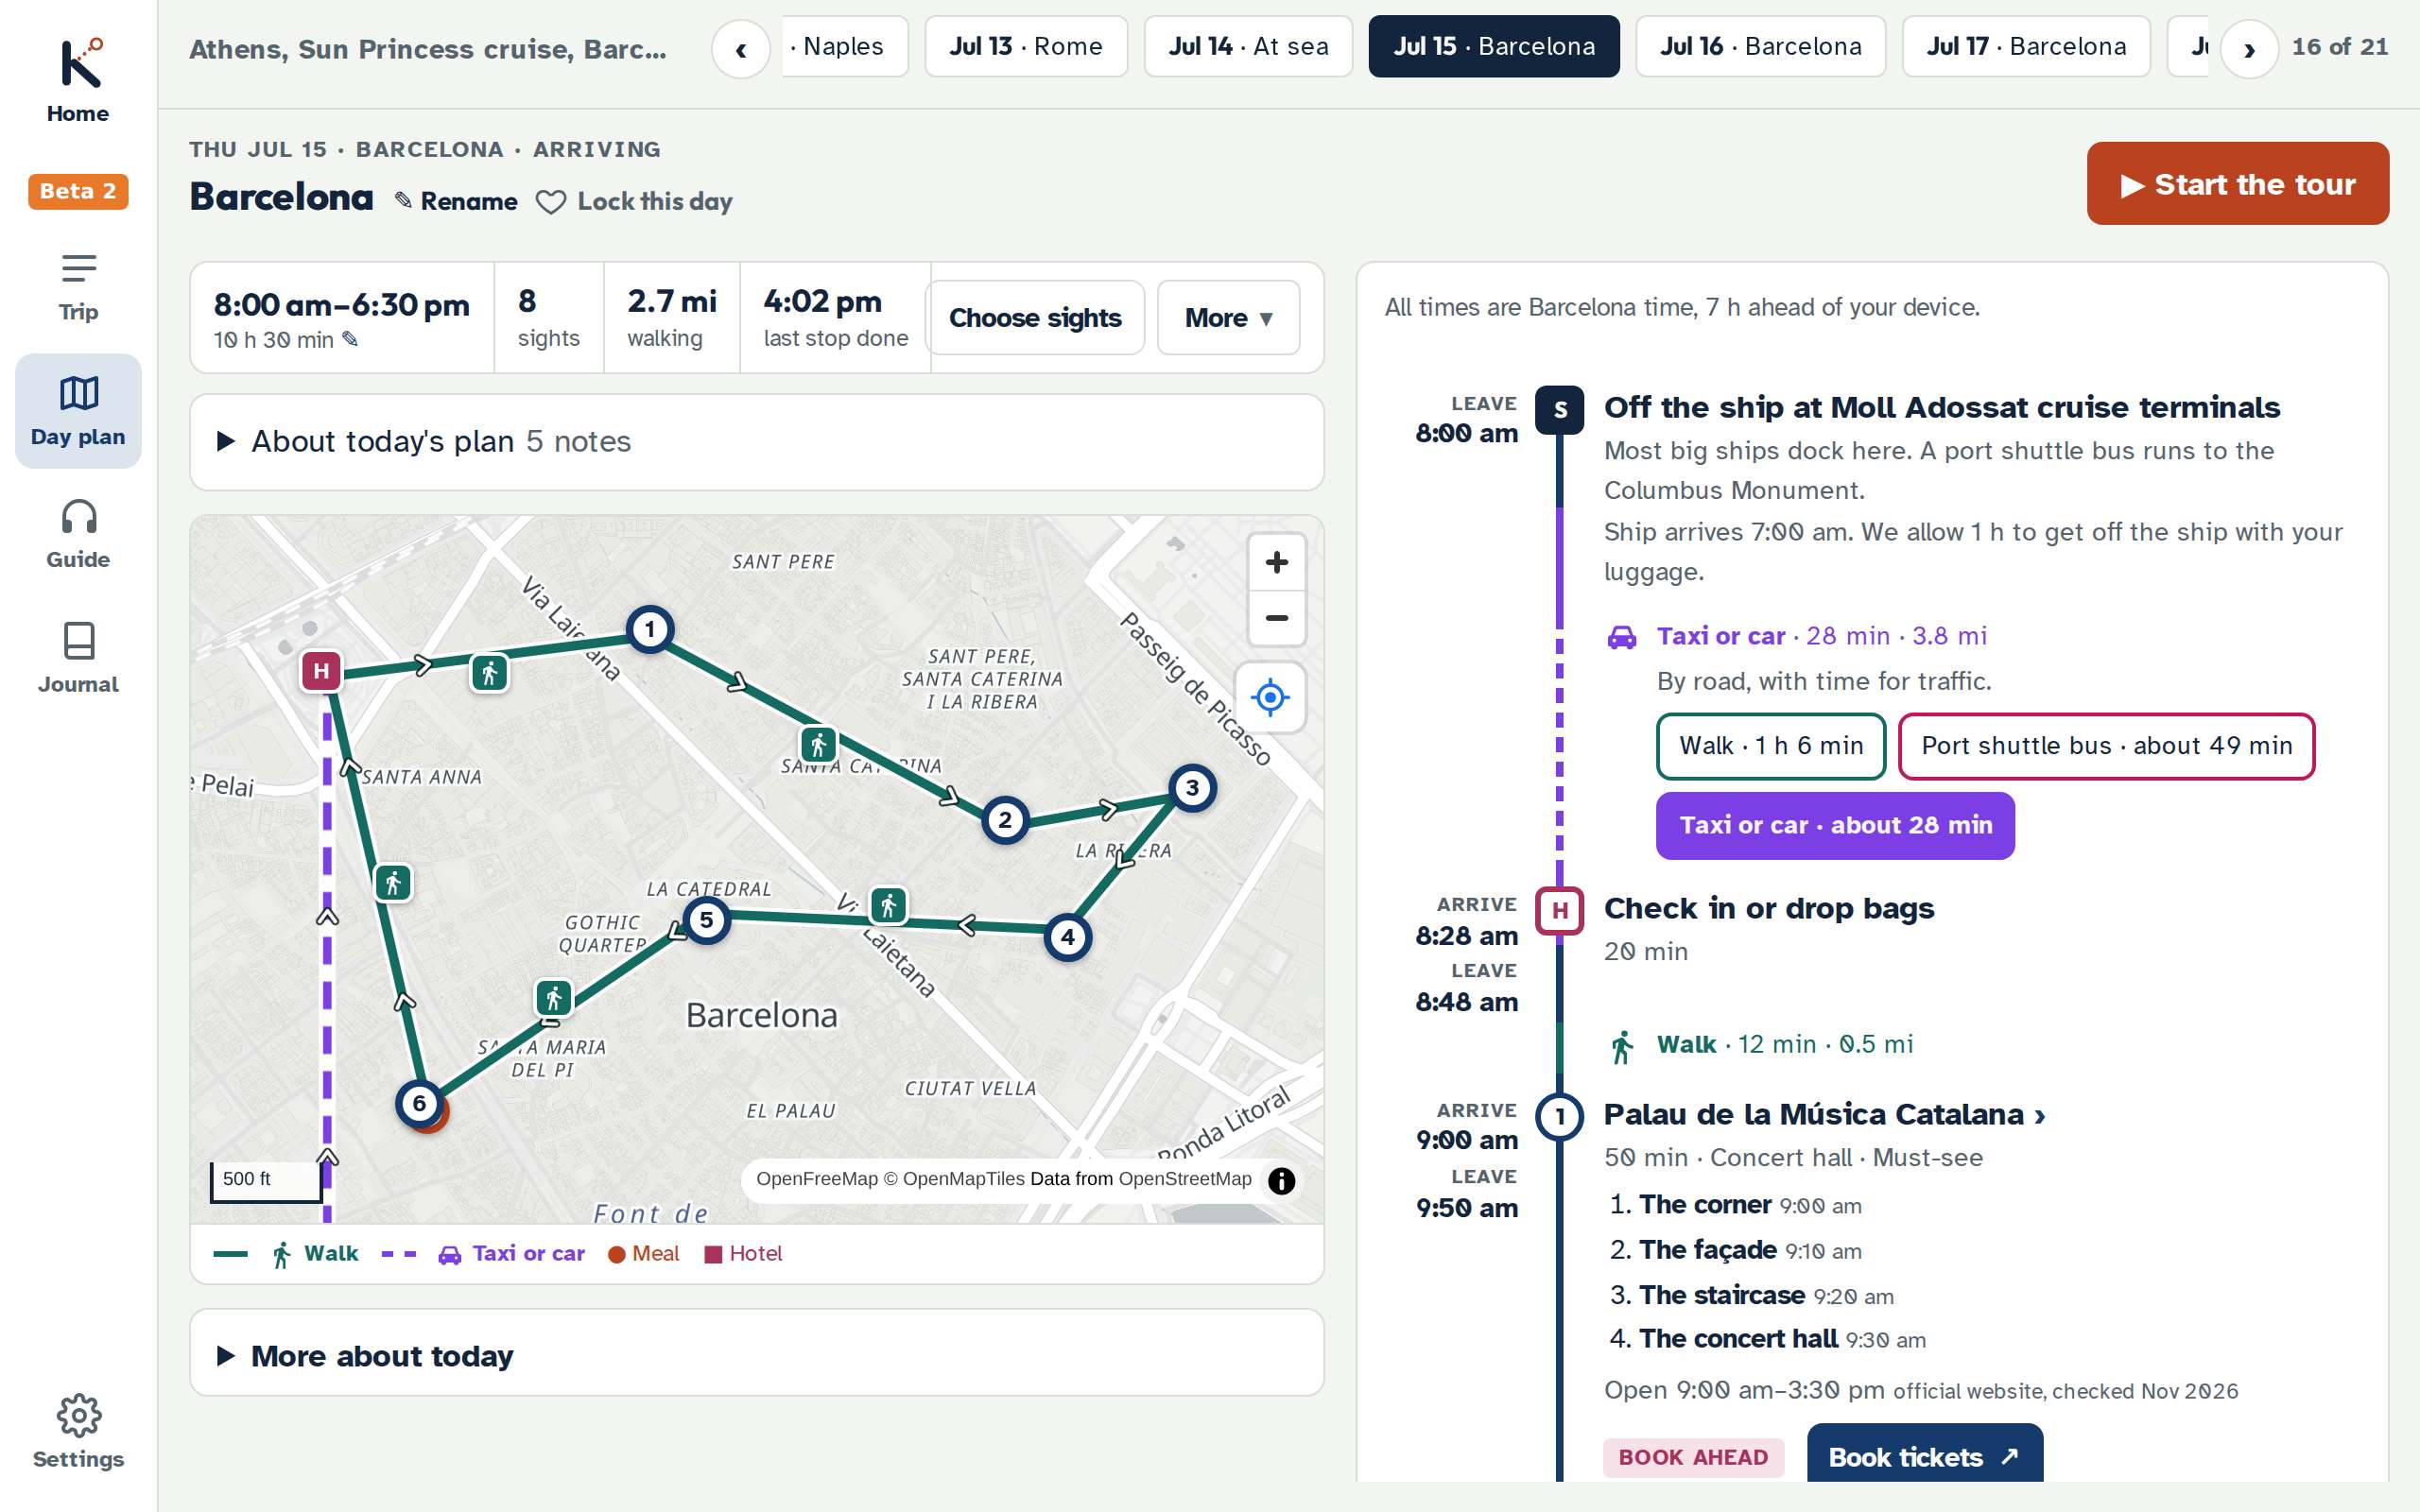 Home
Beta 2
Trip
Day plan
Guide
Journal
Settings
Athens, Sun Princess cruise, Barc...
‹
· Naples
Jul 13 · Rome
Jul 14 · At sea
Jul 15 · Barcelona
Jul 16 · Barcelona
Jul 17 · Barcelona
›
16 of 21
THU JUL 15 · BARCELONA · ARRIVING
Barcelona ✎ Rename Lock this day
▶ Start the tour
8:00 am–6:30 pm
10 h 30 min ✎
8
sights
2.7 mi
walking
4:02 pm
last stop done
Choose sights
More ▾
▶ About today's plan 5 notes
SANT PERE
Via Laietana
1
H
SANT PERE,
SANTA CATERINA
I LA RIBERA
Passeig de Picasso
+
−
SANTA ANNA
Pelai
SANTA CATERINA
3
2
LA RIBERA
LA CATEDRAL
5
GOTHIC
QUARTER
Laietana
4
Barcelona
SANTA MARIA
DEL PI
CIUTAT VELLA
6
EL PALAU
Ronda Litoral
500 ft
OpenFreeMap © OpenMapTiles Data from OpenStreetMap
Font de
Walk
Taxi or car
Meal
Hotel
▶ More about today
All times are Barcelona time, 7 h ahead of your device.
LEAVE
8:00 am
S
Off the ship at Moll Adossat cruise terminals
Most big ships dock here. A port shuttle bus runs to the
Columbus Monument.
Ship arrives 7:00 am. We allow 1 h to get off the ship with your
luggage.
Taxi or car · 28 min · 3.8 mi
By road, with time for traffic.
Walk · 1 h 6 min
Port shuttle bus · about 49 min
Taxi or car · about 28 min
ARRIVE
8:28 am
LEAVE
8:48 am
H
Check in or drop bags
20 min
Walk · 12 min · 0.5 mi
ARRIVE
9:00 am
LEAVE
9:50 am
1
Palau de la Música Catalana ›
50 min · Concert hall · Must-see
1. The corner 9:00 am
2. The façade 9:10 am
3. The staircase 9:20 am
4. The concert hall 9:30 am
Open 9:00 am–3:30 pm official website, checked Nov 2026
BOOK AHEAD
Book tickets ↗